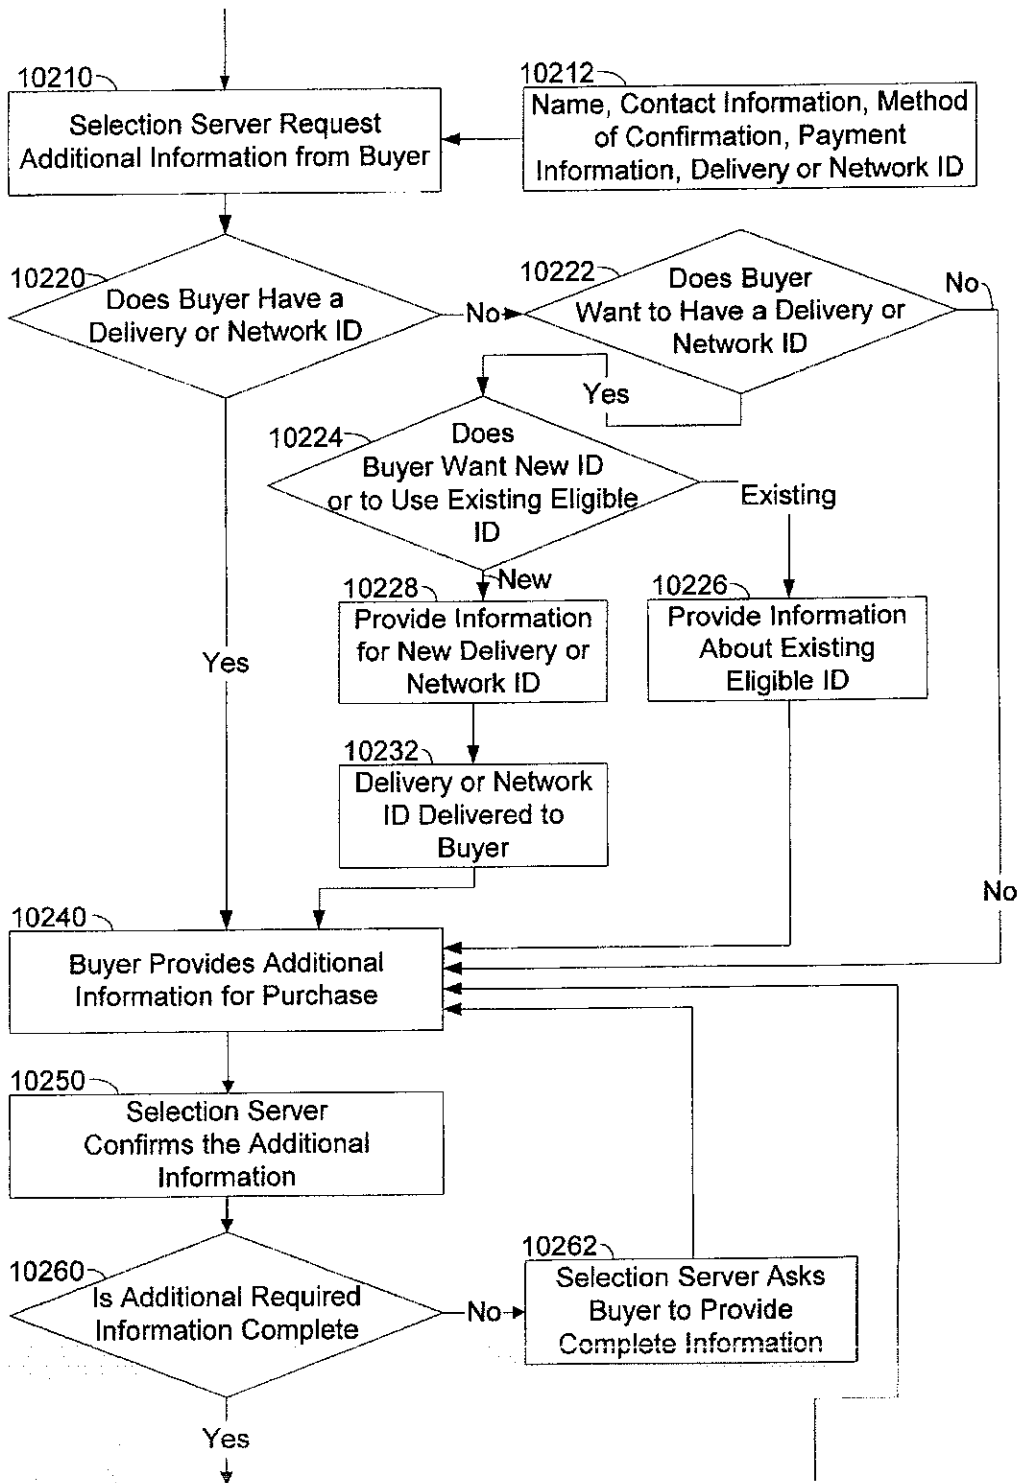 10210
Selection Server Request
Additional Information from Buyer
10212
Name, Contact Information, Method
of Confirmation, Payment
Information, Delivery or Network ID
10220
Does Buyer Have a
Delivery or Network ID
No
10222
Does Buyer
Want to Have a Delivery or
Network ID
No
Yes
10224
Does
Buyer Want New ID
or to Use Existing Eligible
ID
Existing
New
10228
Provide Information
for New Delivery or
Network ID
10226
Provide Information
About Existing
Eligible ID
Yes
10232
Delivery or Network
ID Delivered to
Buyer
No
10240
Buyer Provides Additional
Information for Purchase
10250
Selection Server
Confirms the Additional
Information
10260
Is Additional Required
Information Complete
No
10262
Selection Server Asks
Buyer to Provide
Complete Information
Yes